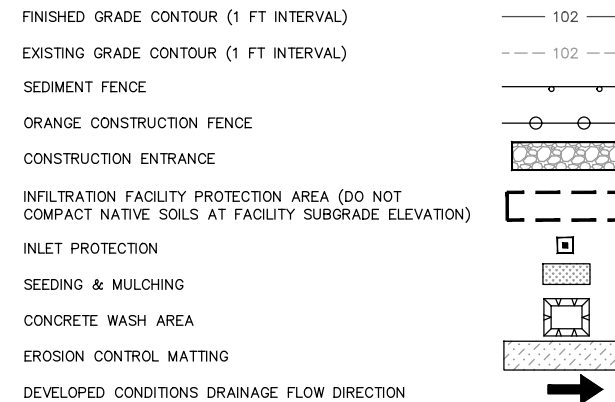 FINISHED GRADE CONTOUR (1 FT INTERVAL) 102
EXISTING GRADE CONTOUR (1 FT INTERVAL) 102
SEDIMENT FENCE
ORANGE CONSTRUCTION FENCE
CONSTRUCTION ENTRANCE
INFILTRATION FACILITY PROTECTION AREA (DO NOT
COMPACT NATIVE SOILS AT FACILITY SUBGRADE ELEVATION)
INLET PROTECTION
SEEDING & MULCHING
CONCRETE WASH AREA
EROSION CONTROL MATTING
DEVELOPED CONDITIONS DRAINAGE FLOW DIRECTION